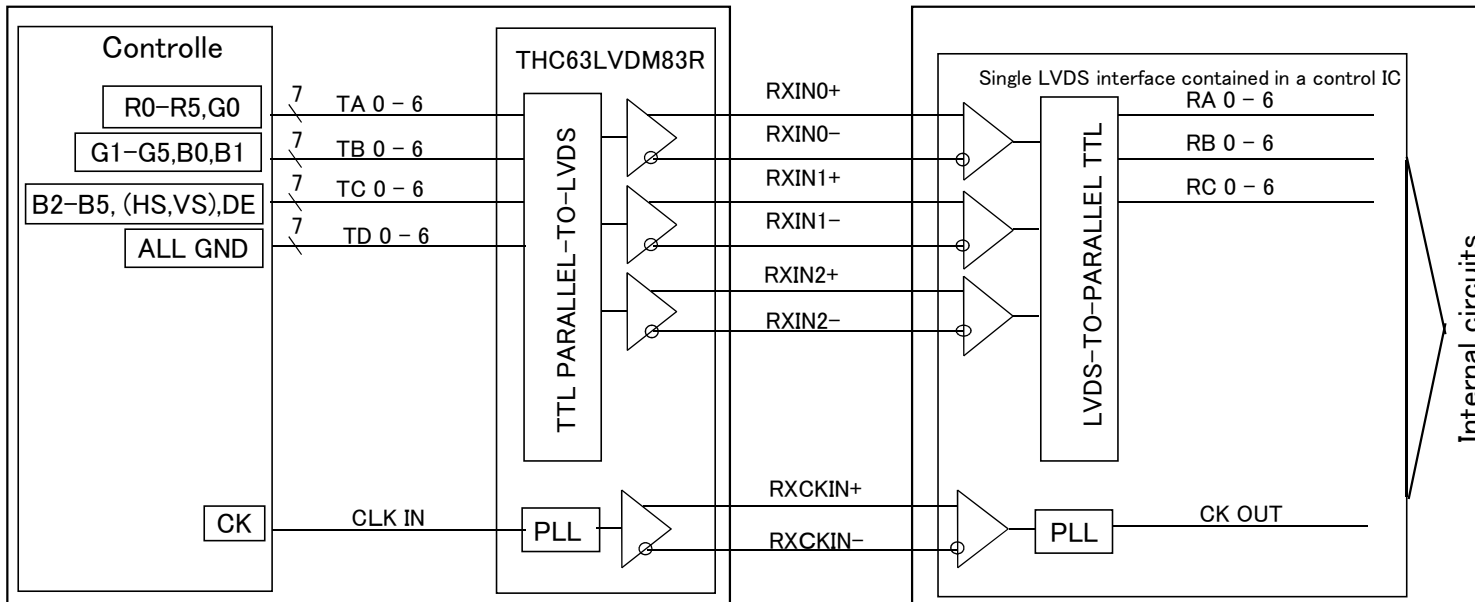 Controlle
THC63LVDM83R
Single LVDS interface contained in a control IC
R0-R5,G0
7
TA 0 - 6
RXIN0+
RA 0 - 6
G1-G5,B0,B1
7
TB 0 - 6
RXIN0-
RB 0 - 6
B2-B5, (HS,VS),DE
7
TC 0 - 6
RXIN1+
RC 0 - 6
ALL GND
7
TD 0 - 6
RXIN1-
RXIN2+
RXIN2-
TTL PARALLEL-TO-LVDS
LVDS-TO-PARALLEL TTL
Internal circuits
CK
CLK IN
PLL
RXCKIN+
RXCKIN-
PLL
CK OUT